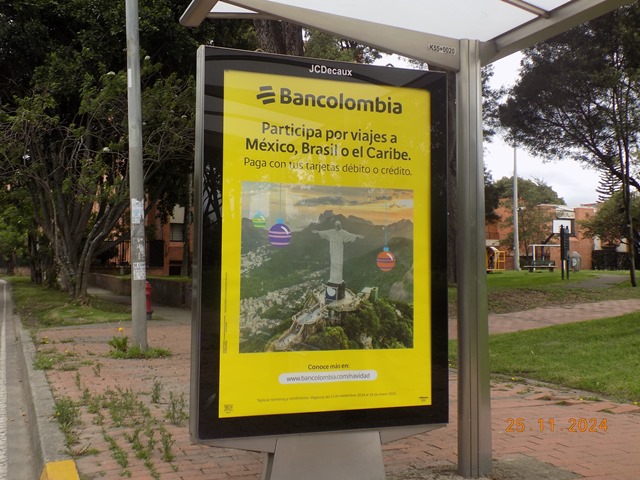 K55+0020
JCDecaux
Bancolombia
Participa por viajes a
México, Brasil o el Caribe.
Paga con tus tarjetas débito o crédito.
Conoce más en:
www.bancolombia.com/navidad
25.11.2024